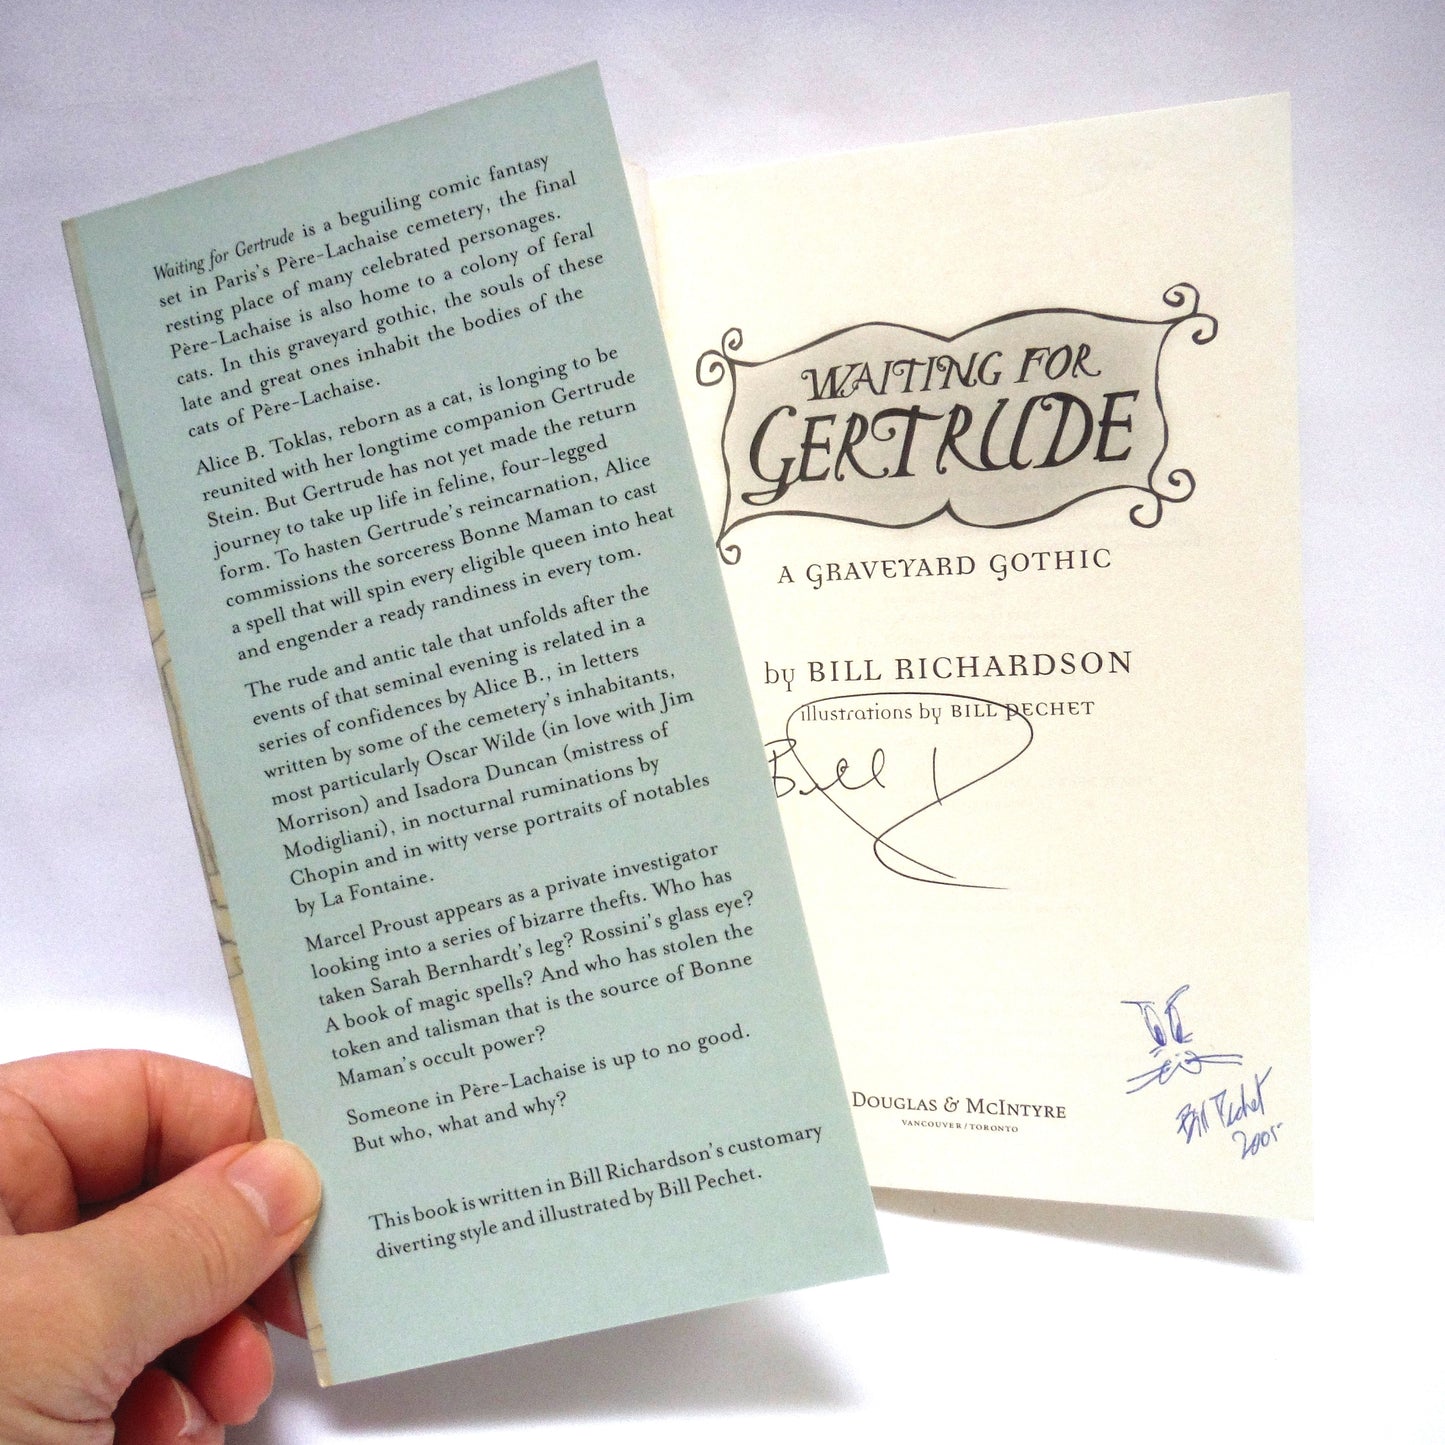 Waiting for Gertrude is a beguiling comic fantasy
set in Paris's Père-Lachaise cemetery, the final
resting place of many celebrated personages.
Père-Lachaise is also home to a colony of feral
cats. In this graveyard gothic, the souls of these
late and great ones inhabit the bodies of the
cats of Père-Lachaise.
Alice B. Toklas, reborn as a cat, is longing to be
reunited with her longtime companion Gertrude
Stein. But Gertrude has not yet made the return
journey to take up life in feline, four-legged
form. To hasten Gertrude's reincarnation, Alice
commissions the sorceress Bonne Maman to cast
a spell that will spin every eligible queen into heat
and engender a ready randiness in every tom.
The rude and antic tale that unfolds after the
events of that seminal evening is related in a
series of confidences by Alice B., in letters
written by some of the cemetery's inhabitants,
most particularly Oscar Wilde (in love with Jim
Morrison) and Isadora Duncan (mistress of
Modigliani), in nocturnal ruminations by
Chopin and in witty verse portraits of notables
by La Fontaine.
Marcel Proust appears as a private investigator
looking into a series of bizarre thefts. Who has
taken Sarah Bernhardt's leg? Rossini's glass eye?
A book of magic spells? And who has stolen the
token and talisman that is the source of Bonne
Maman's occult power?
Someone in Père-Lachaise is up to no good.
But who, what and why?
This book is written in Bill Richardson's customary
diverting style and illustrated by Bill Pechet.
WAITING FOR
GERTRUDE
A GRAVEYARD GOTHIC
by BILL RICHARDSON
illustrations by BILL PECHET
Bill
DOUGLAS & MCINTYRE
VANCOUVER/TORONTO
Bill Pechet
2005